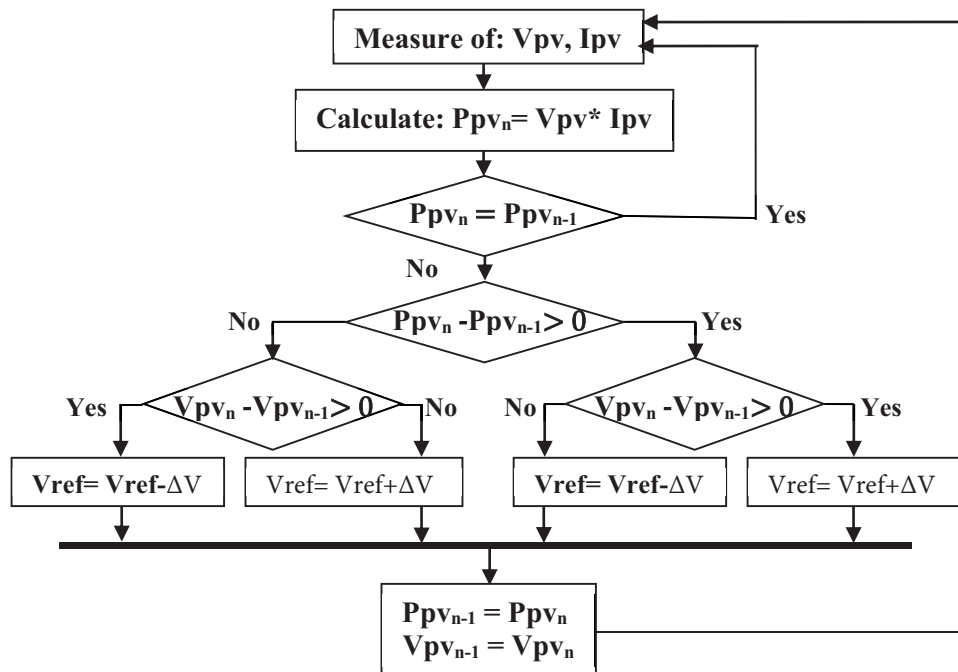 Measure of: Vpv, Ipv
Calculate: Ppvₙ= Vpv* Ipv
Ppvₙ = Ppvₙ₋₁
Yes
No
Ppvₙ -Ppvₙ₋₁> 0
No
Yes
Vpvₙ -Vpvₙ₋₁> 0
Yes
No
Vpvₙ -Vpvₙ₋₁> 0
No
Yes
Vref= Vref-ΔV
Vref= Vref+ΔV
Vref= Vref-ΔV
Vref= Vref+ΔV
Ppvₙ₋₁ = Ppvₙ
Vpvₙ₋₁ = Vpvₙ